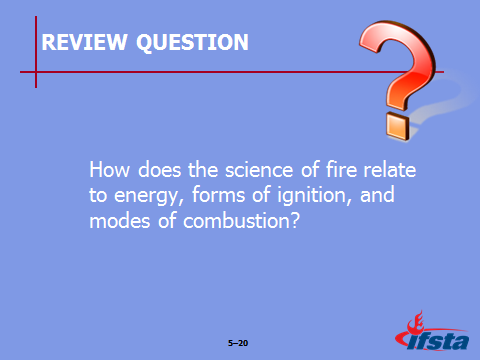 REVIEW QUESTION
How does the science of fire relate
to energy, forms of ignition, and
modes of combustion?
5–20
ifsta